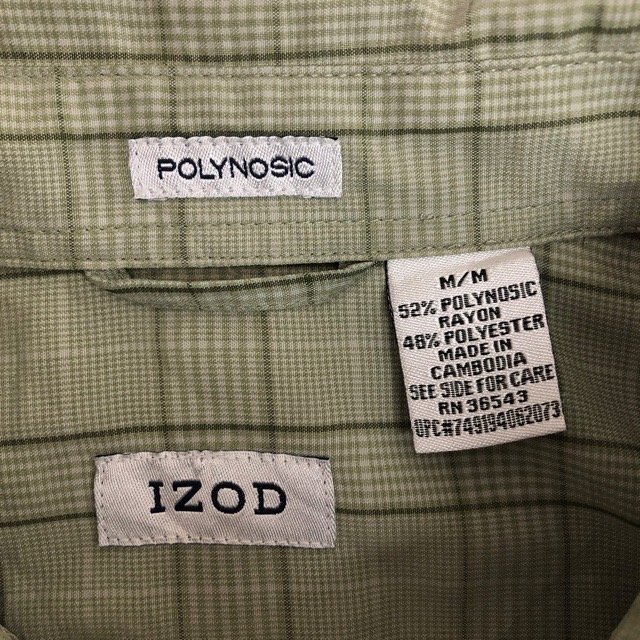 POLYNOSIC
M/M
52% POLYNOSIC
RAYON
48% POLYESTER
MADE IN
CAMBODIA
SEE SIDE FOR CARE
RN 36543
UPC#749194062073
IZOD